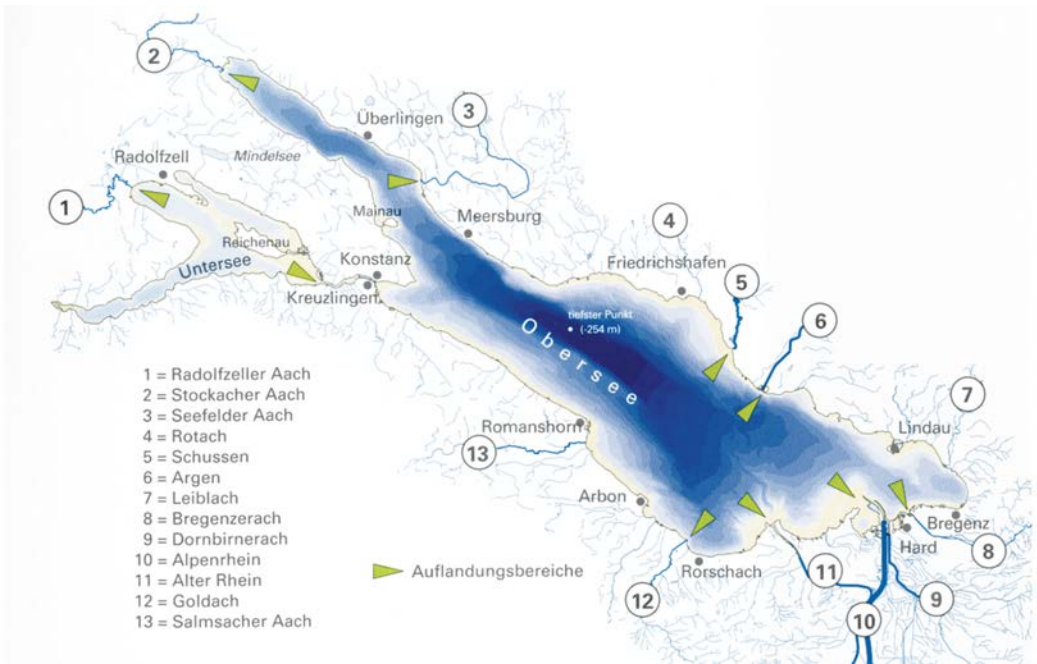 2
Überlingen
3
Radolfzell
Mindelsee
1
Mainau
Meersburg
4
Reichenau
Konstanz
Friedrichshafen
Untersee
5
Kreuzlingen
tiefster Punkt
(-254 m)
6
Obersee
1 = Radolfzeller Aach
2 = Stockacher Aach
3 = Seefelder Aach
4 = Rotach
5 = Schussen
6 = Argen
7 = Leiblach
8 = Bregenzerach
9 = Dornbirnerach
10 = Alpenrhein
11 = Alter Rhein
12 = Goldach
13 = Salmsacher Aach
7
Romanshorn
Lindau
13
Arbon
Bregenz
Hard
8
Auflandungsbereiche
Rorschach
11
12
9
10